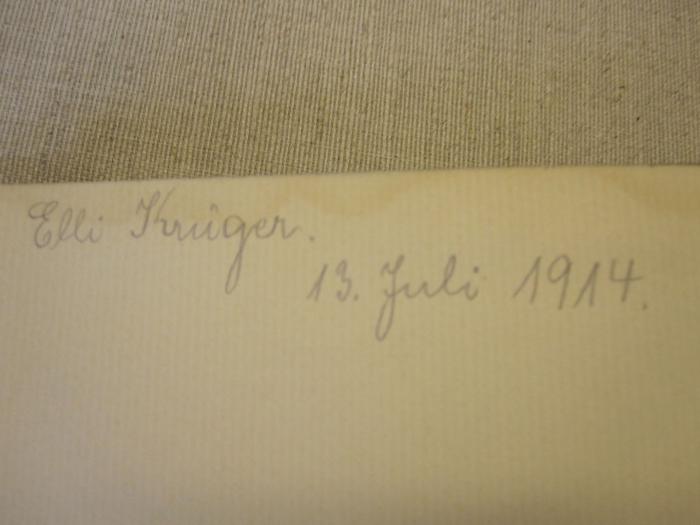 Elli Krüger.
13. Juli 1914.